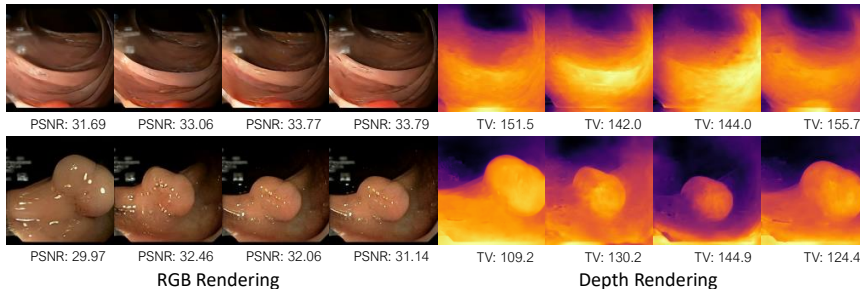 PSNR: 31.69 PSNR: 33.06 PSNR: 33.77 PSNR: 33.79 TV: 151.5 TV: 142.0 TV: 144.0 TV: 155.7
PSNR: 29.97 PSNR: 32.46 PSNR: 32.06 PSNR: 31.14 TV: 109.2 TV: 130.2 TV: 144.9 TV: 124.4
RGB Rendering Depth Rendering